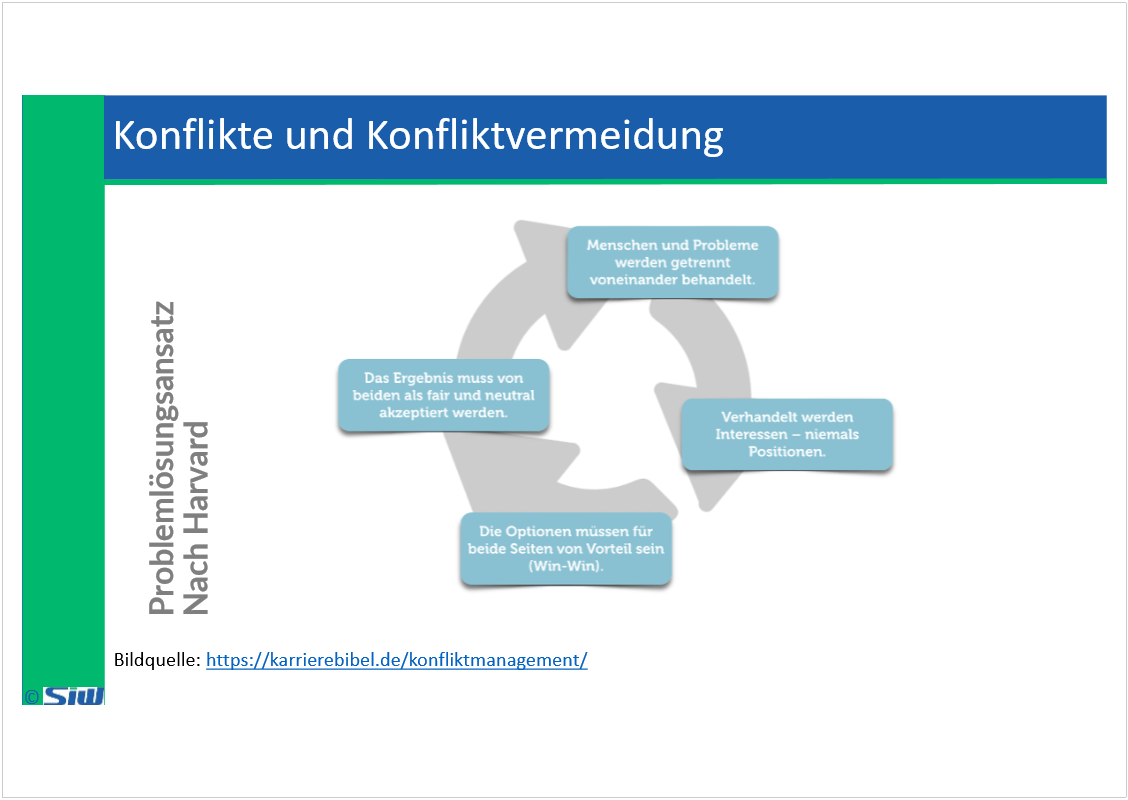 Konflikte und Konfliktvermeidung
Problemlösungsansatz
Nach Harvard
Menschen und Probleme
werden getrennt
voneinander behandelt.
Verhandelt werden
Interessen – niemals
Positionen.
Die Optionen müssen für
beide Seiten von Vorteil sein
(Win-Win).
Das Ergebnis muss von
beiden als fair und neutral
akzeptiert werden.
Bildquelle: https://karrierebibel.de/konfliktmanagement/
© SiW